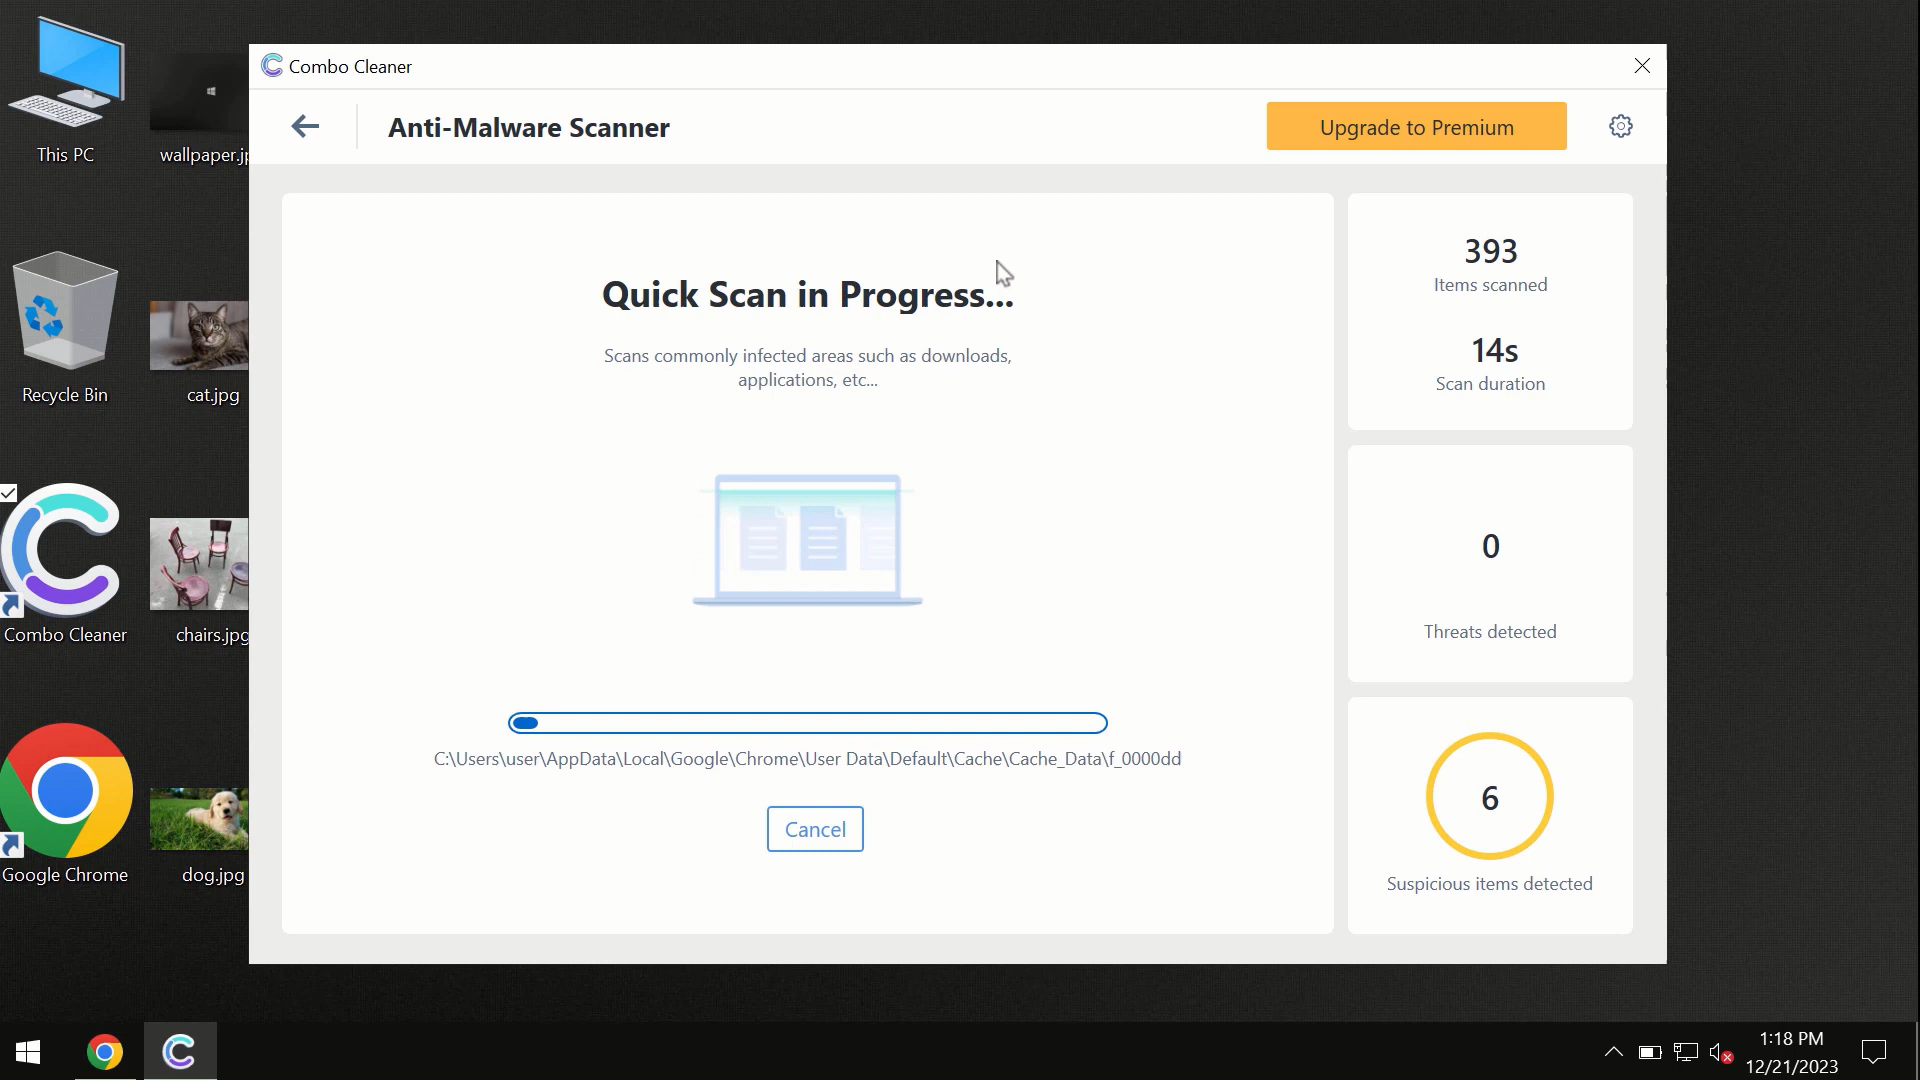 Combo Cleaner
Anti-Malware Scanner
Upgrade to Premium
Quick Scan in Progress...
Scans commonly infected areas such as downloads,
applications, etc...
C:\Users\user\AppData\Local\Google\Chrome\User Data\Default\Cache\Cache_Data\f_0000dd
Cancel
393
Items scanned
14s
Scan duration
0
Threats detected
6
Suspicious items detected
This PC
wallpaper.jp
Recycle Bin
cat.jpg
Combo Cleaner
chairs.jpg
Google Chrome
dog.jpg
1:18 PM
12/21/2023